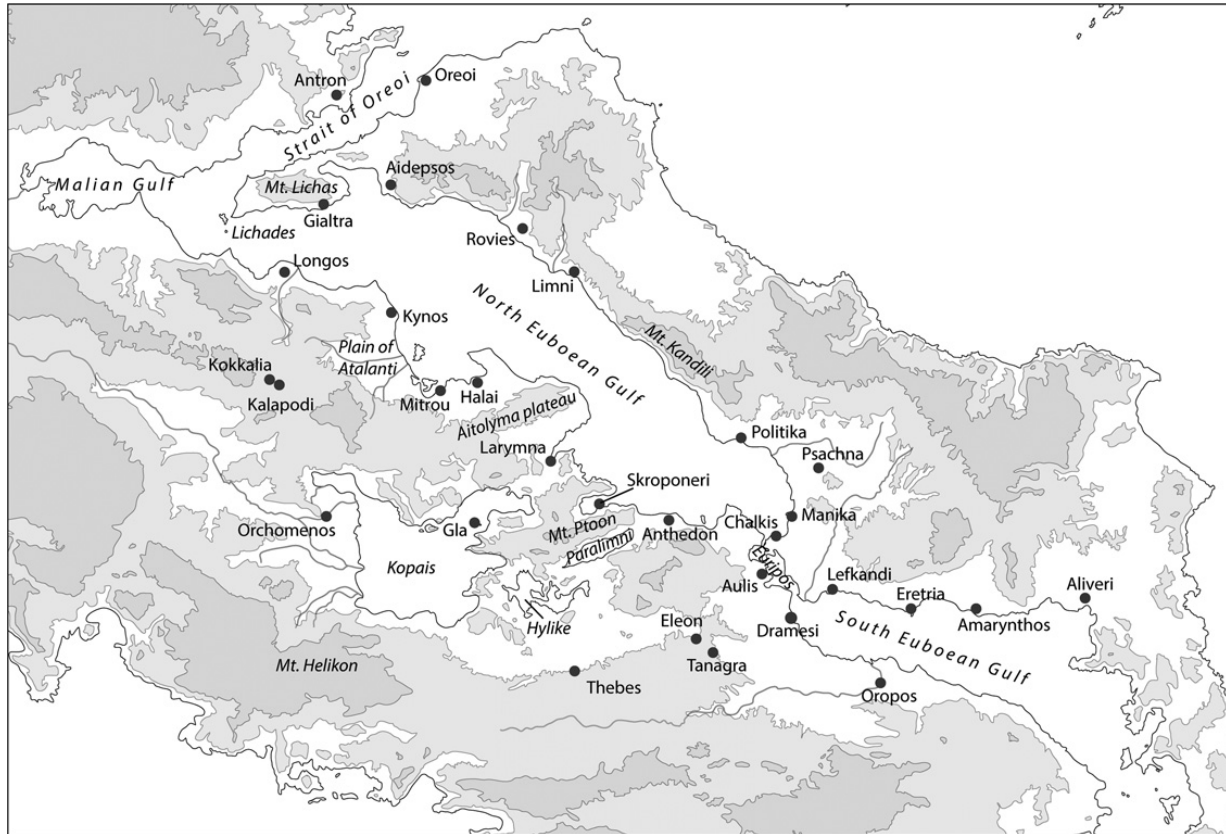 Antron
Oreoi
Strait of Oreoi
Malian Gulf
Mt. Lichas
Aidepsos
Gialtra
Lichades
Rovies
Longos
Limni
Kynos
North Euboean Gulf
Plain of
Atalanti
Mt. Kandili
Kokkalia
Kalapodi
Mitrou
Halai
Aitolyma plateau
Politika
Larymna
Psachna
Skroponeri
Orchomenos
Gla
Mt. Ptoon
Paralimni
Anthedon
Chalkis
Manika
Euripos
Kopais
Aulis
Lefkandi
Eretria
Aliveri
Amarynthos
Hylike
Eleon
Dramesi
South Euboean Gulf
Tanagra
Mt. Helikon
Thebes
Oropos